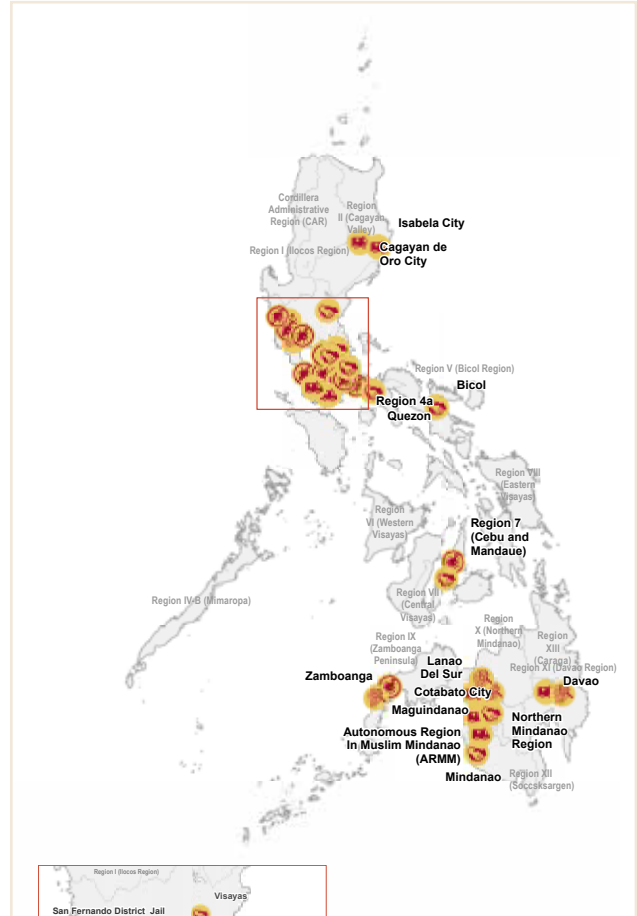 Cordillera
Administrative
Region (CAR)
Region
II (Cagayan
Valley)
Isabela City
Region I (Ilocos Region)
Cagayan de
Oro City
Region V (Bicol Region)
Bicol
Region 4a
Quezon
Region VIII
(Eastern
Visayas)
Region
VI (Western
Visayas)
Region 7
(Cebu and
Mandaue)
Region IV-B (Mimaropa)
Region VII
(Central
Visayas)
Region
X (Northern
Mindanao)
Region IX
(Zamboanga
Peninsula)
Region
XIII
(Caraga)
Lanao
Del Sur
Region XI (Davao Region)
Zamboanga
Davao
Cotabato City
Maguindanao
Northern
Mindanao
Region
Autonomous Region
In Muslim Mindanao
(ARMM)
Mindanao
Region XII
(Soccsksargen)
Region I (Ilocos Region)
Visayas
San Fernando District Jail